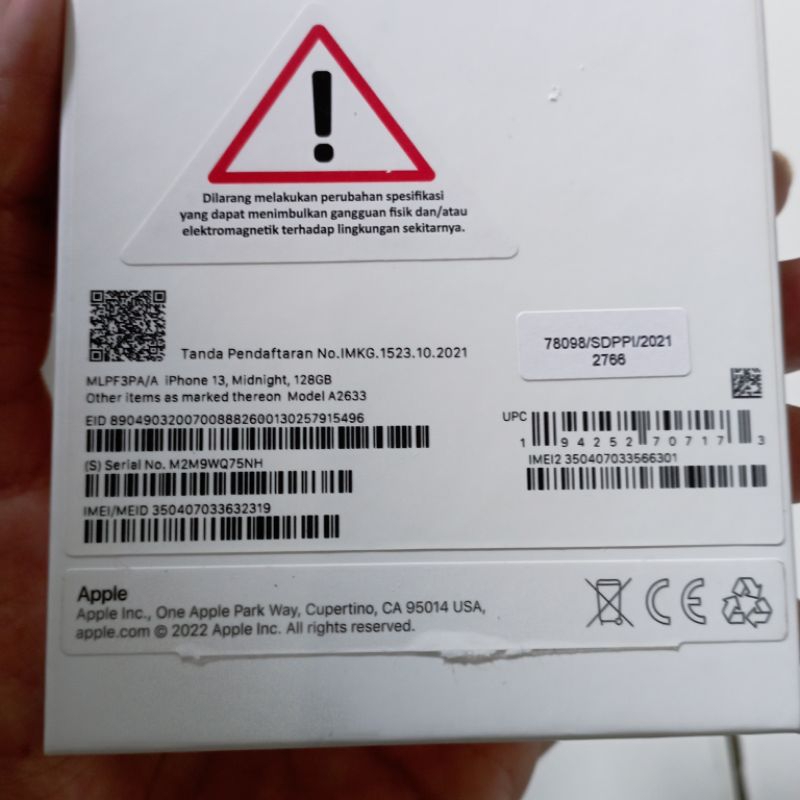 !
Dilarang melakukan perubahan spesifikasi
yang dapat menimbulkan gangguan fisik dan/atau
elektromagnetik terhadap lingkungan sekitarnya.
Tanda Pendaftaran No.IMKG.1523.10.2021
78098/SDPPI/2021
2766
MLPF3PA/A iPhone 13, Midnight, 128GB
Other items as marked thereon Model A2633
EID 89049032007008882600130257915496
(S) Serial No. M2M9WQ75NH
IMEI/MEID 350407033632319
UPC
1 94252 70717 3
IMEI2 350407033566301
Apple
Apple Inc., One Apple Park Way, Cupertino, CA 95014 USA,
apple.com © 2022 Apple Inc. All rights reserved.
CE